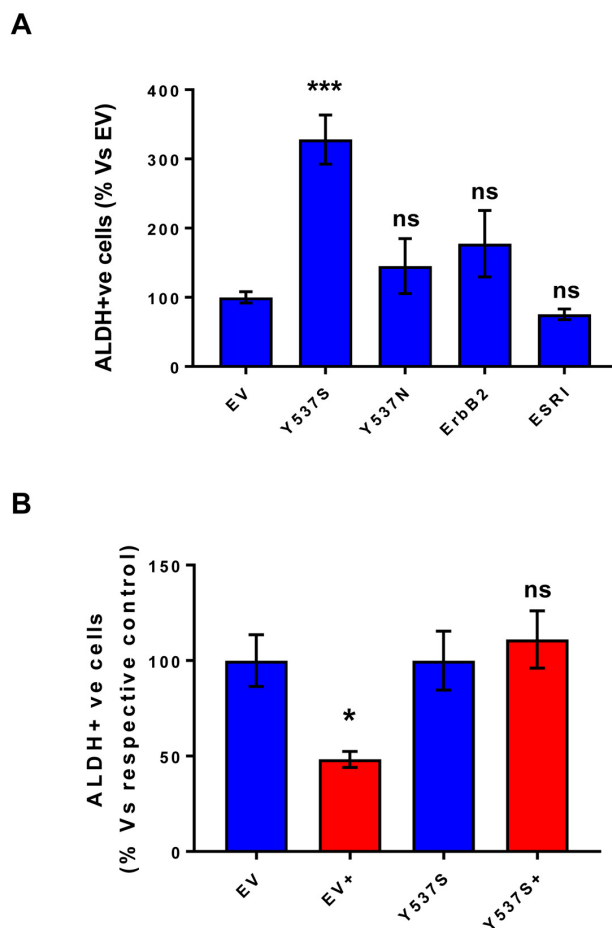 A
ALDH+ve cells (% Vs EV)
400
300
200
100
0
***
ns
ns
ns
EV
Y537S
Y537N
ErbB2
ESRI
B
ALDH+ ve cells
(% Vs respective control)
150
100
50
0
*
ns
EV
EV+
Y537S
Y537S+